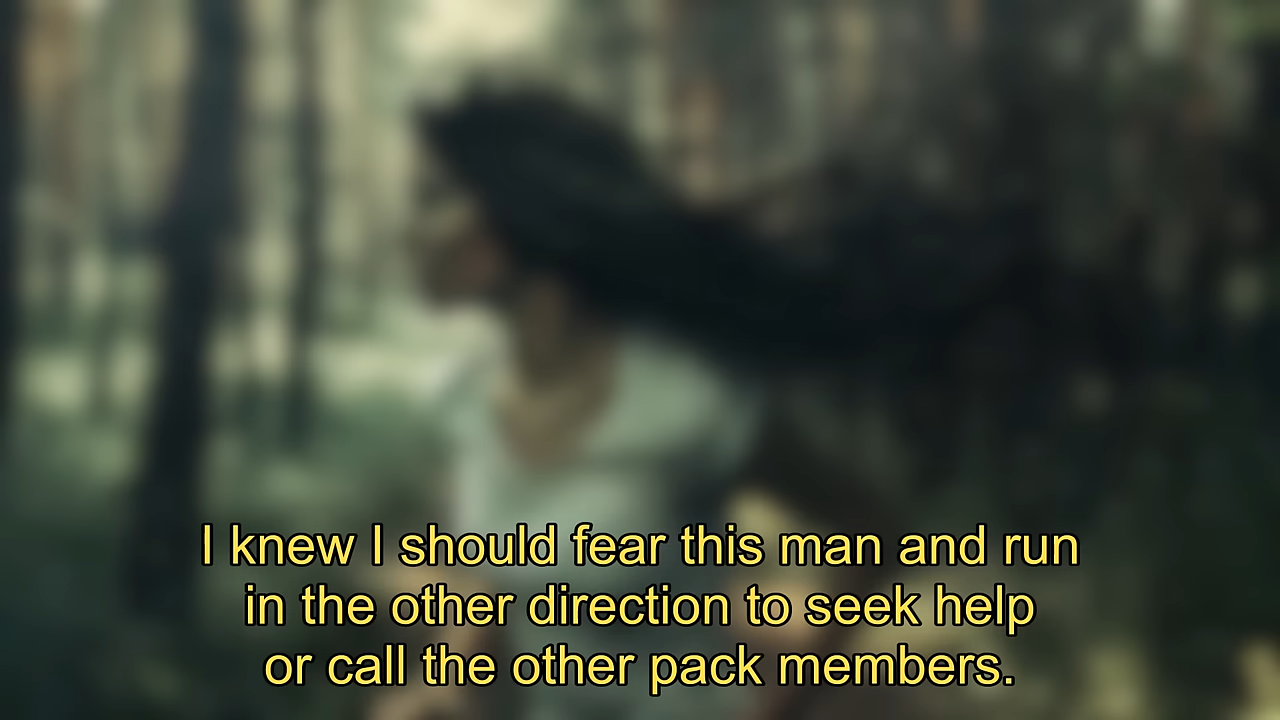 I knew I should fear this man and run
in the other direction to seek help
or call the other pack members.